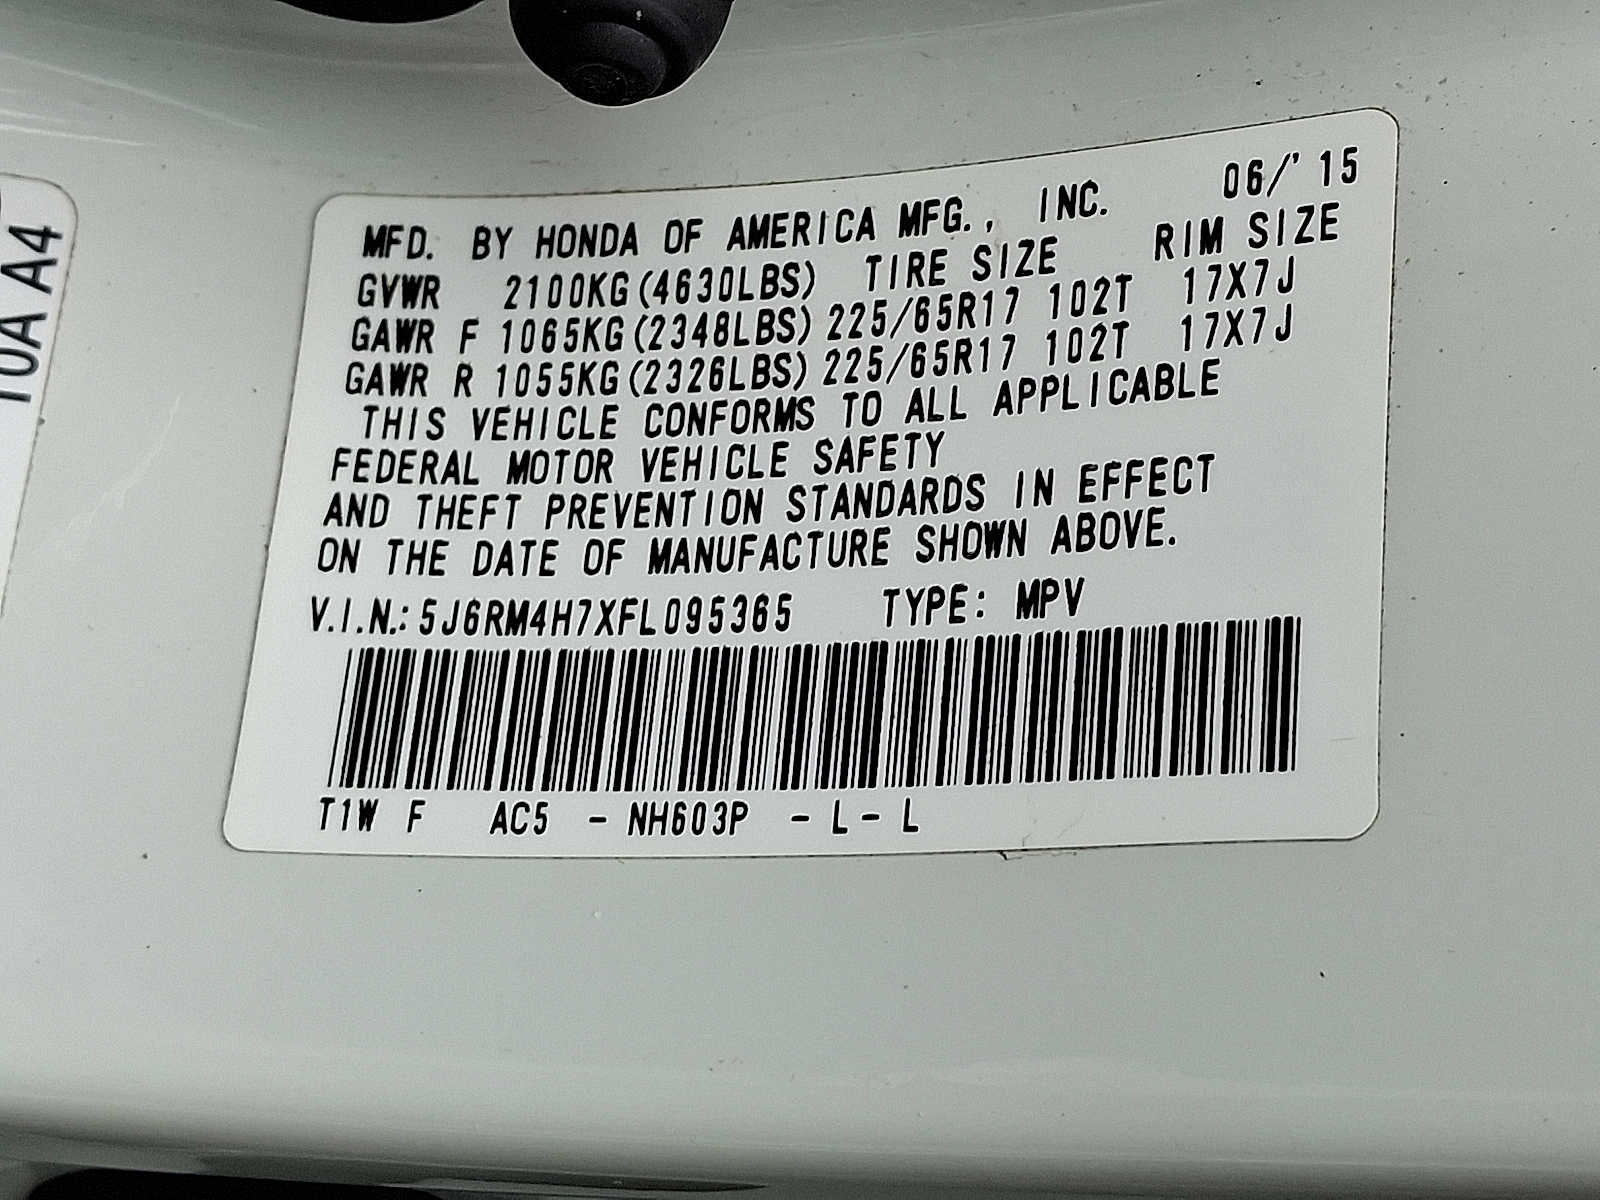 MFD. BY HONDA OF AMERICA MFG., INC. 06/'15
GVWR 2100KG(4630LBS) TIRE SIZE RIM SIZE
GAWR F 1065KG(2348LBS) 225/65R17 102T 17X7J
GAWR R 1055KG(2326LBS) 225/65R17 102T 17X7J
THIS VEHICLE CONFORMS TO ALL APPLICABLE
FEDERAL MOTOR VEHICLE SAFETY
AND THEFT PREVENTION STANDARDS IN EFFECT
ON THE DATE OF MANUFACTURE SHOWN ABOVE.
V.I.N.: 5J6RM4H7XFL095365 TYPE: MPV
T1W F AC5 - NH603P - L - L
T0A A4